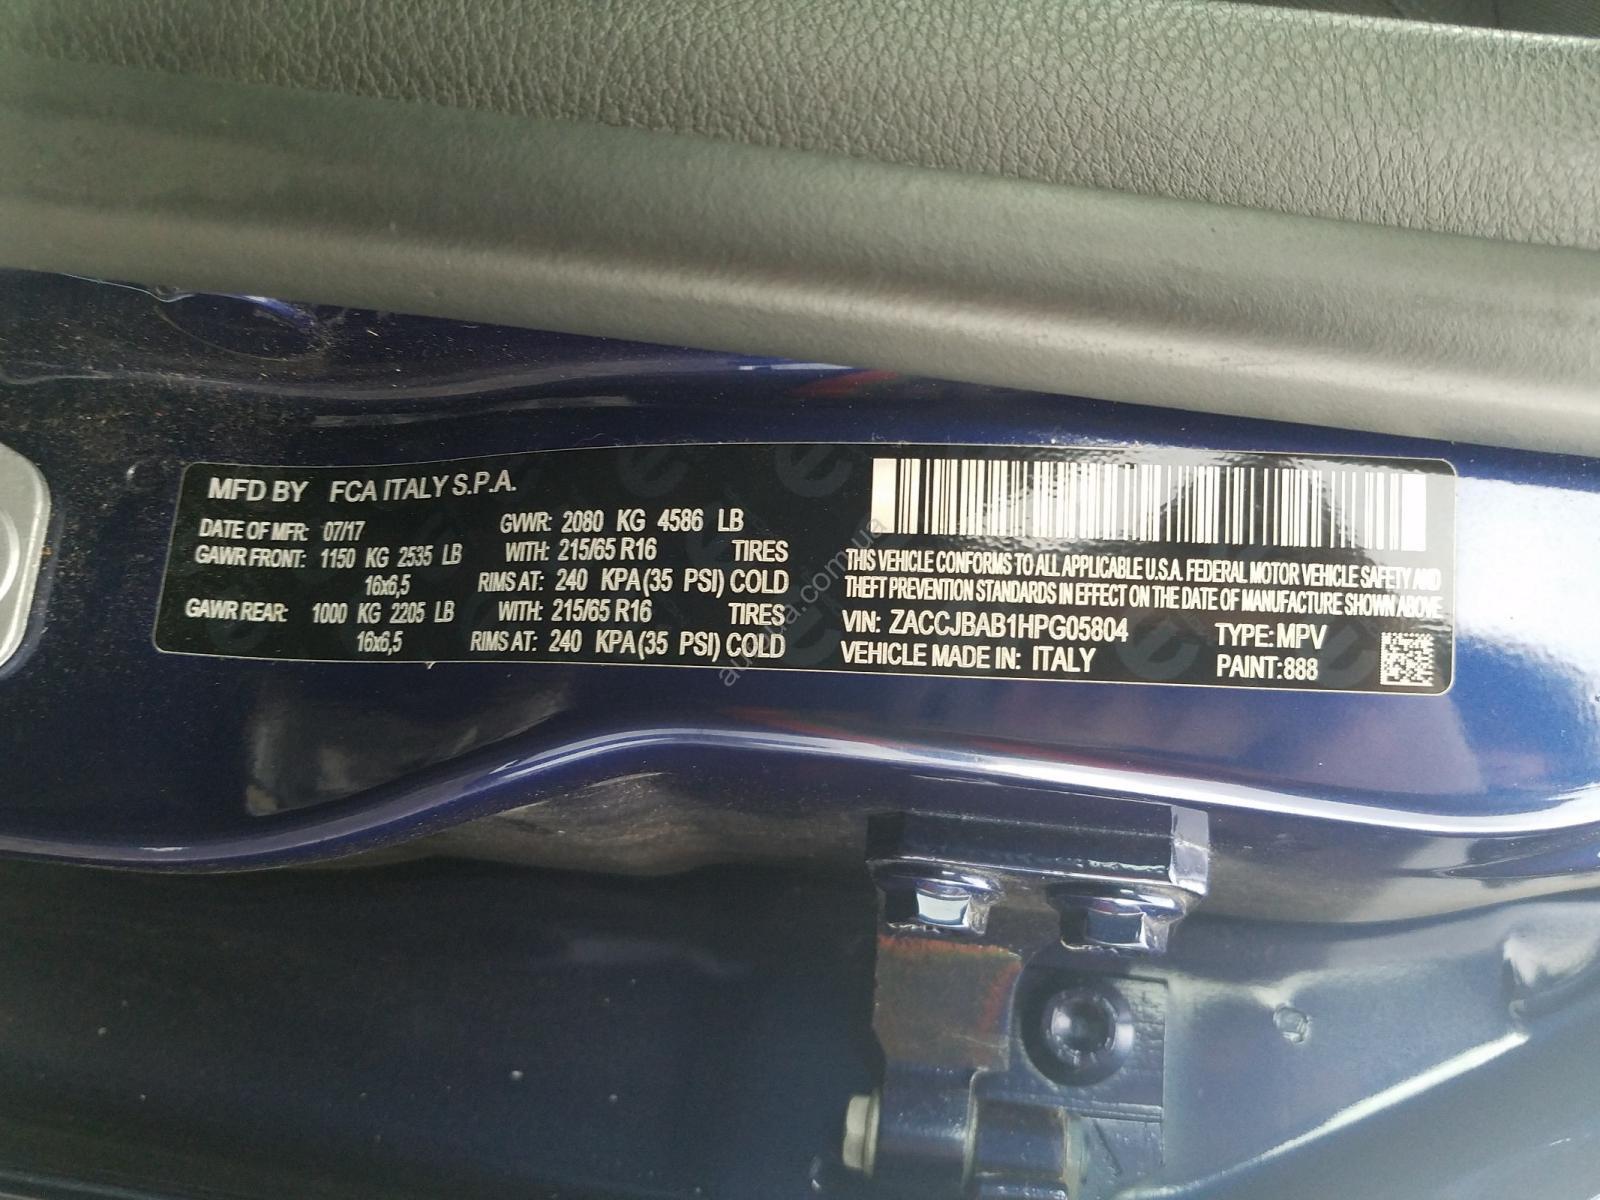 MFD BY FCA ITALY S.P.A.
DATE OF MFR: 07/17 GVWR: 2080 KG 4586 LB
GAWR FRONT: 1150 KG 2535 LB WITH: 215/65 R16 TIRES
16x6,5 RIMS AT: 240 KPA(35 PSI) COLD
GAWR REAR: 1000 KG 2205 LB WITH: 215/65 R16 TIRES
16x6,5 RIMS AT: 240 KPA(35 PSI) COLD
THIS VEHICLE CONFORMS TO ALL APPLICABLE U.S.A. FEDERAL MOTOR VEHICLE SAFETY AND
THEFT PREVENTION STANDARDS IN EFFECT ON THE DATE OF MANUFACTURE SHOWN ABOVE
VIN: ZACCJBAB1HPG05804 TYPE: MPV
VEHICLE MADE IN: ITALY PAINT:888